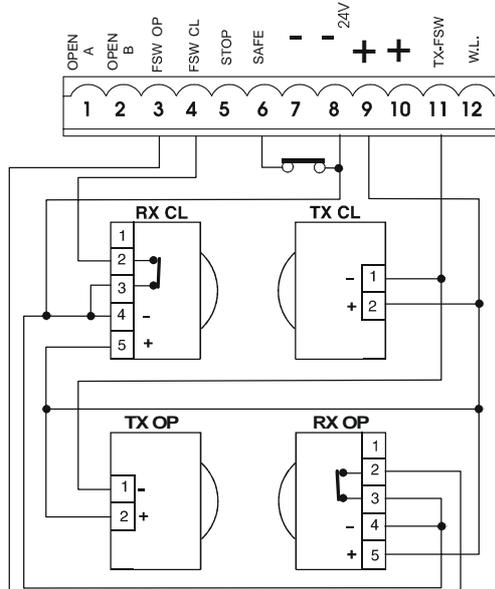 OPEN A
OPEN B
FSW OP
FSW CL
STOP
SAFE
-
-
24V
+
+
TX-FSW
W.L.
1 2 3 4 5 6 7 8 9 10 11 12
RX CL
1
2
3
4 -
5 +
TX CL
- 1
+ 2
TX OP
1 -
2 +
RX OP
1
2
3
- 4
+ 5